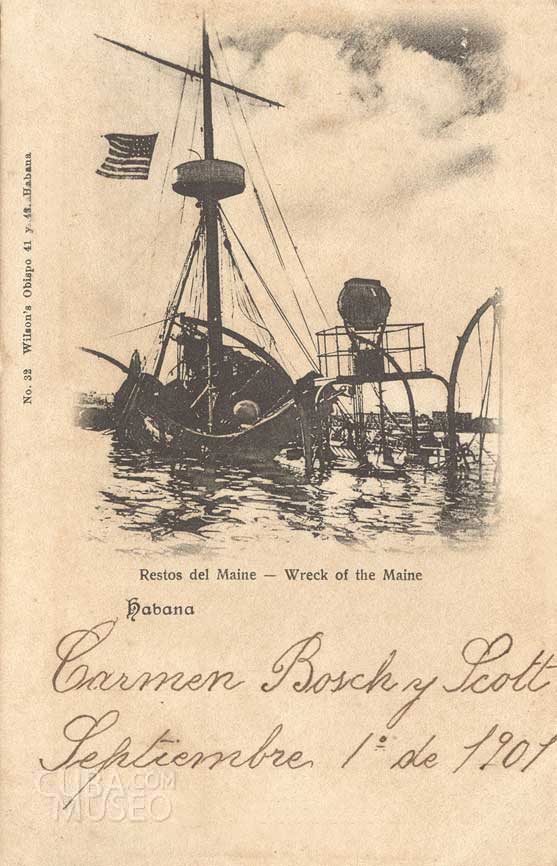 No. 32 Wilson's Obispo 41 y 43. Habana
Restos del Maine — Wreck of the Maine
Habana
Carmen Bosch y Scott
Septiembre 1º de 1901
CUBA.COM
MUSEO